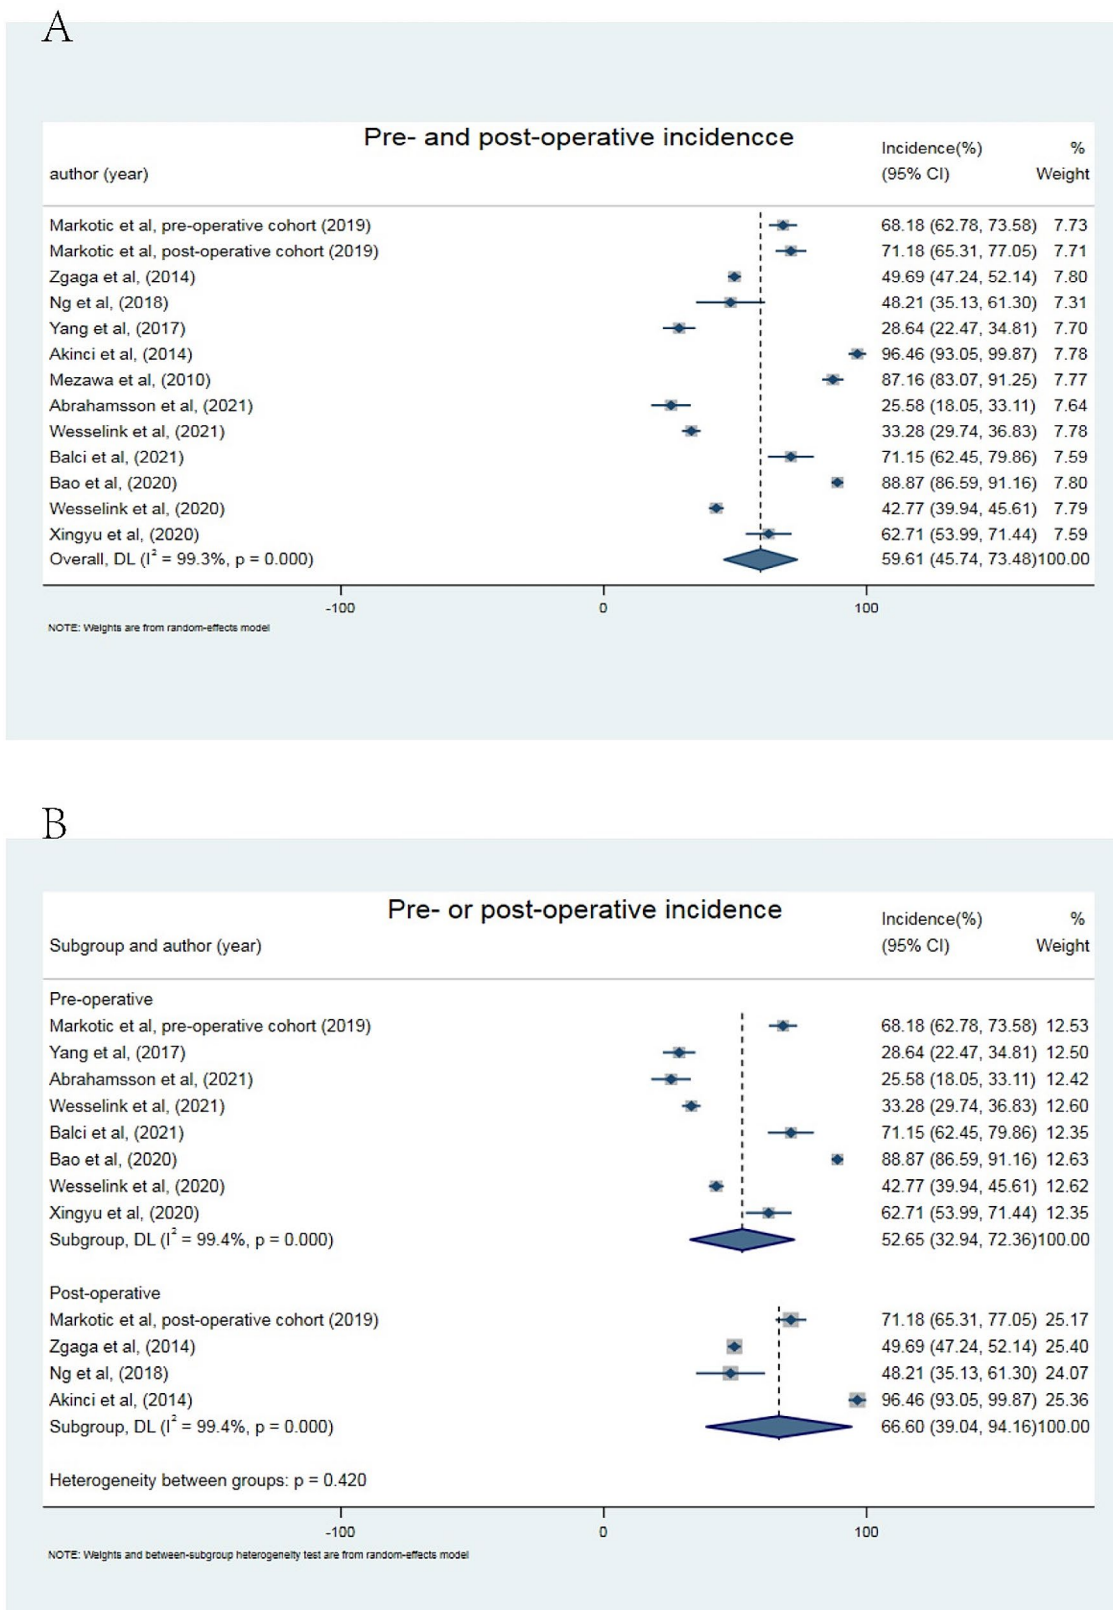 A
Pre- and post-operative incidencce
Incidence(%) %
author (year) (95% CI) Weight
Markotic et al, pre-operative cohort (2019) 68.18 (62.78, 73.58) 7.73
Markotic et al, post-operative cohort (2019) 71.18 (65.31, 77.05) 7.71
Zgaga et al, (2014) 49.69 (47.24, 52.14) 7.80
Ng et al, (2018) 48.21 (35.13, 61.30) 7.31
Yang et al, (2017) 28.64 (22.47, 34.81) 7.70
Akinci et al, (2014) 96.46 (93.05, 99.87) 7.78
Mezawa et al, (2010) 87.16 (83.07, 91.25) 7.77
Abrahamsson et al, (2021) 25.58 (18.05, 33.11) 7.64
Wesselink et al, (2021) 33.28 (29.74, 36.83) 7.78
Balci et al, (2021) 71.15 (62.45, 79.86) 7.59
Bao et al, (2020) 88.87 (86.59, 91.16) 7.80
Wesselink et al, (2020) 42.77 (39.94, 45.61) 7.79
Xingyu et al, (2020) 62.71 (53.99, 71.44) 7.59
Overall, DL (I² = 99.3%, p = 0.000) 59.61 (45.74, 73.48)100.00
-100 0 100
NOTE: Weights are from random-effects model
B
Pre- or post-operative incidence
Incidence(%) %
Subgroup and author (year) (95% CI) Weight
Pre-operative
Markotic et al, pre-operative cohort (2019) 68.18 (62.78, 73.58) 12.53
Yang et al, (2017) 28.64 (22.47, 34.81) 12.50
Abrahamsson et al, (2021) 25.58 (18.05, 33.11) 12.42
Wesselink et al, (2021) 33.28 (29.74, 36.83) 12.60
Balci et al, (2021) 71.15 (62.45, 79.86) 12.35
Bao et al, (2020) 88.87 (86.59, 91.16) 12.63
Wesselink et al, (2020) 42.77 (39.94, 45.61) 12.62
Xingyu et al, (2020) 62.71 (53.99, 71.44) 12.35
Subgroup, DL (I² = 99.4%, p = 0.000) 52.65 (32.94, 72.36)100.00
Post-operative
Markotic et al, post-operative cohort (2019) 71.18 (65.31, 77.05) 25.17
Zgaga et al, (2014) 49.69 (47.24, 52.14) 25.40
Ng et al, (2018) 48.21 (35.13, 61.30) 24.07
Akinci et al, (2014) 96.46 (93.05, 99.87) 25.36
Subgroup, DL (I² = 99.4%, p = 0.000) 66.60 (39.04, 94.16)100.00
Heterogeneity between groups: p = 0.420
-100 0 100
NOTE: Weights and between-subgroup heterogeneity test are from random-effects model